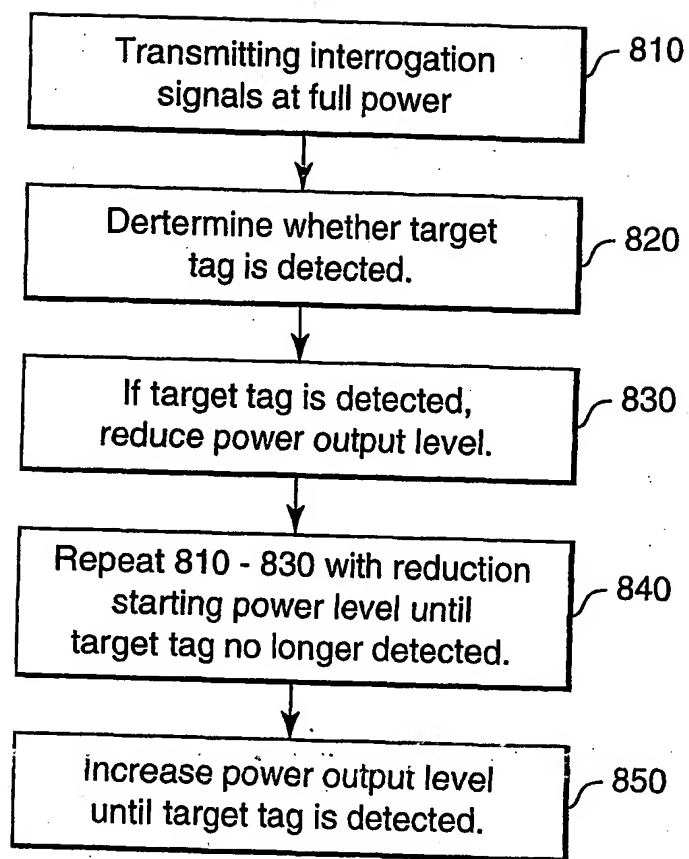 Transmitting interrogation
signals at full power
810
Dertermine whether target
tag is detected.
820
If target tag is detected,
reduce power output level.
830
Repeat 810 - 830 with reduction
starting power level until
target tag no longer detected.
840
Increase power output level
until target tag is detected.
850